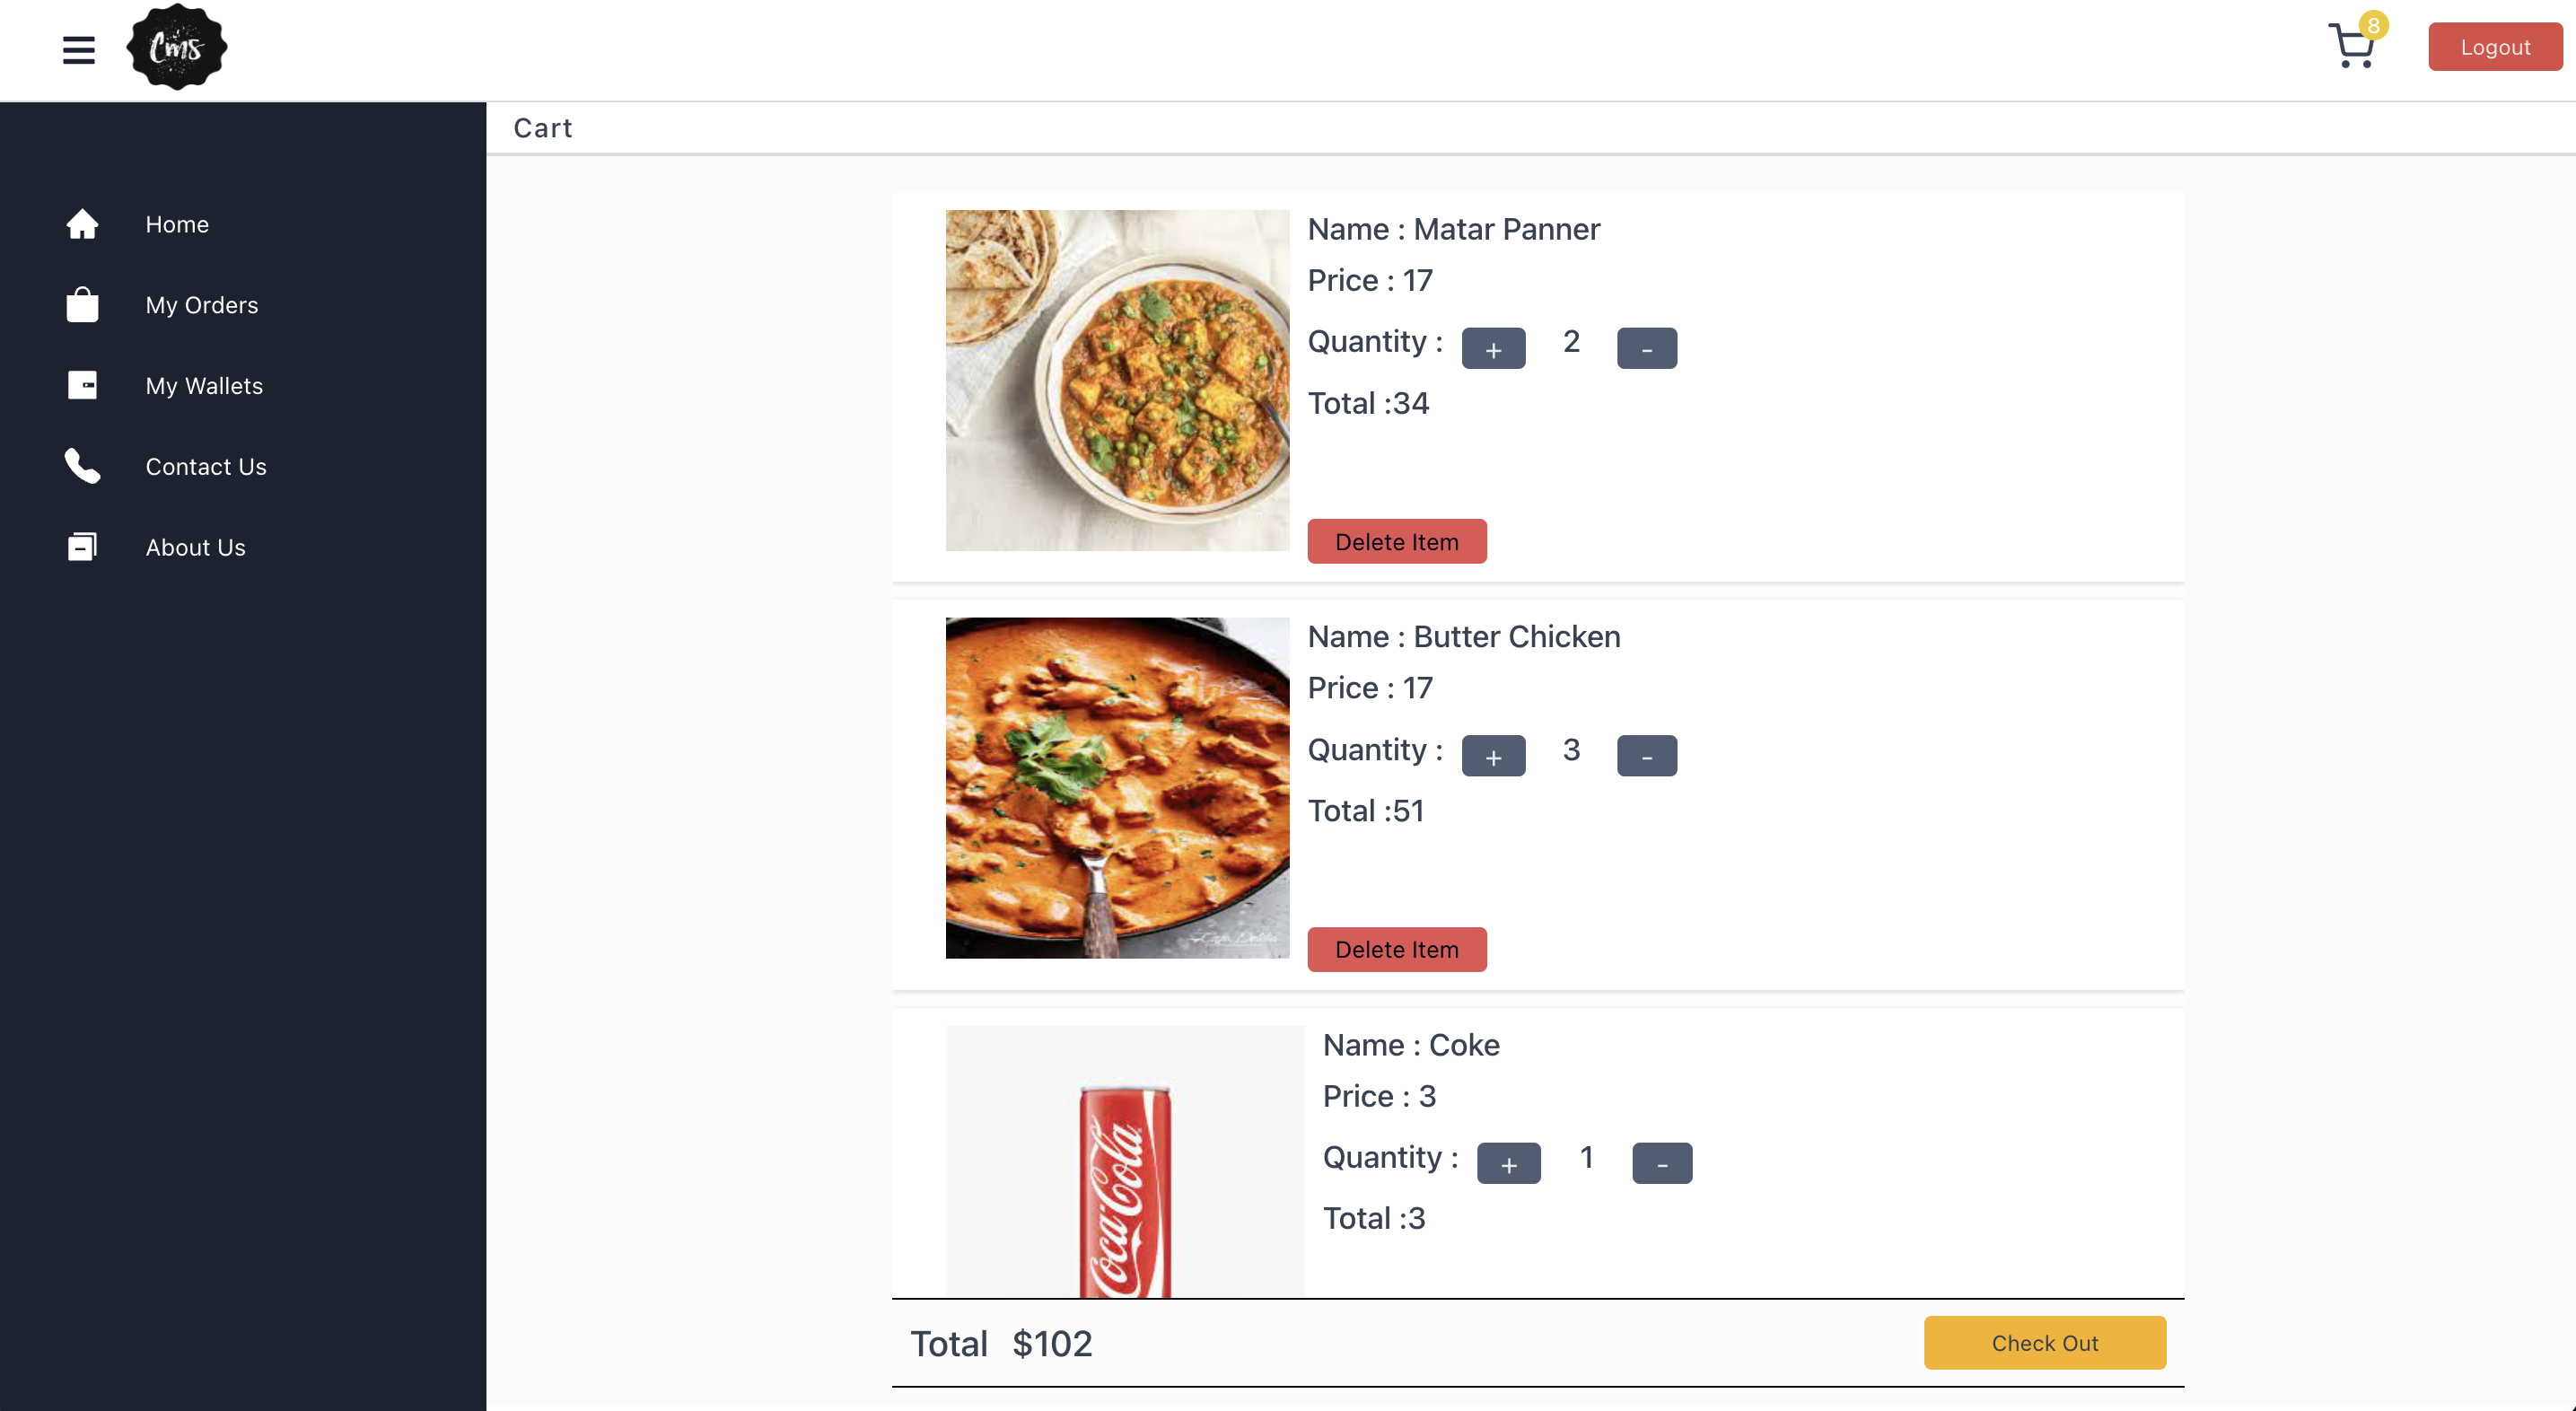 Cms
8
Logout
Cart
Home
My Orders
My Wallets
Contact Us
About Us
Name : Matar Panner
Price : 17
Quantity : + 2 -
Total :34
Delete Item
Name : Butter Chicken
Price : 17
Quantity : + 3 -
Total :51
Delete Item
Name : Coke
Price : 3
Quantity : + 1 -
Total :3
Coca-Cola
Total $102
Check Out